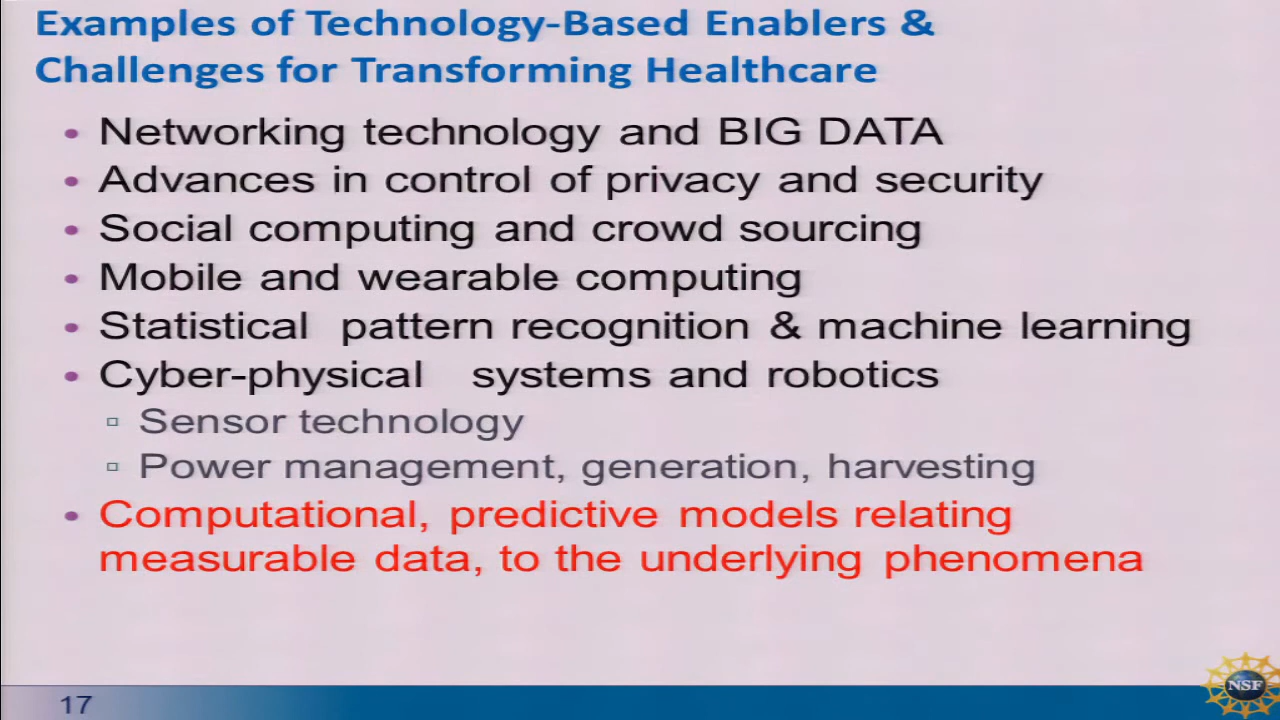 Examples of Technology-Based Enablers &
Challenges for Transforming Healthcare
• Networking technology and BIG DATA
• Advances in control of privacy and security
• Social computing and crowd sourcing
• Mobile and wearable computing
• Statistical pattern recognition & machine learning
• Cyber-physical systems and robotics
▫ Sensor technology
▫ Power management, generation, harvesting
• Computational, predictive models relating
measurable data, to the underlying phenomena
17
NSF